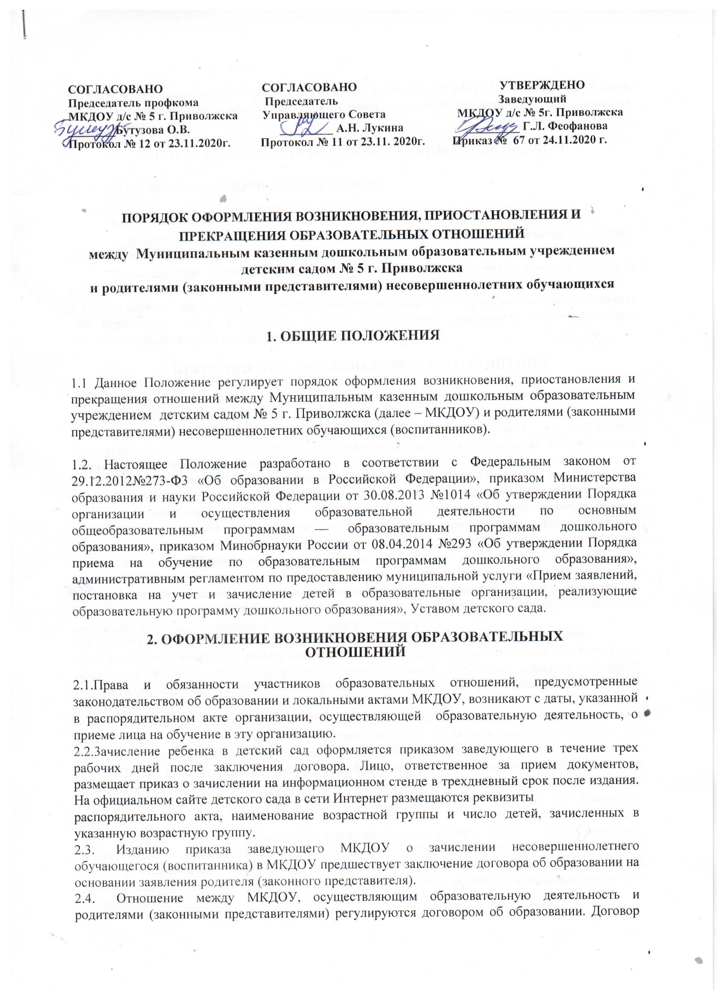 СОГЛАСОВАНО СОГЛАСОВАНО УТВЕРЖДЕНО
Председатель профкома Председатель Заведующий
МКДОУ д/с № 5 г. Приволжска Управляющего Совета МКДОУ д/с № 5г. Приволжска
Бутузова О.В. А.Н. Лукина Г.Л. Феофанова
Протокол № 12 от 23.11.2020г. Протокол № 11 от 23.11. 2020г. Приказ № 67 от 24.11.2020 г.
ПОРЯДОК ОФОРМЛЕНИЯ ВОЗНИКНОВЕНИЯ, ПРИОСТАНОВЛЕНИЯ И
ПРЕКРАЩЕНИЯ ОБРАЗОВАТЕЛЬНЫХ ОТНОШЕНИЙ
между Муниципальным казенным дошкольным образовательным учреждением
детским садом № 5 г. Приволжска
и родителями (законными представителями) несовершеннолетних обучающихся
1. ОБЩИЕ ПОЛОЖЕНИЯ
1.1 Данное Положение регулирует порядок оформления возникновения, приостановления и
прекращения отношений между Муниципальным казенным дошкольным образовательным
учреждением детским садом № 5 г. Приволжска (далее – МКДОУ) и родителями (законными
представителями) несовершеннолетних обучающихся (воспитанников).
1.2. Настоящее Положение разработано в соответствии с Федеральным законом от
29.12.2012№273-ФЗ «Об образовании в Российской Федерации», приказом Министерства
образования и науки Российской Федерации от 30.08.2013 №1014 «Об утверждении Порядка
организации и осуществления образовательной деятельности по основным
общеобразовательным программам — образовательным программам дошкольного
образования», приказом Минобрнауки России от 08.04.2014 №293 «Об утверждении Порядка
приема на обучение по образовательным программам дошкольного образования»,
административным регламентом по предоставлению муниципальной услуги «Прием заявлений,
постановка на учет и зачисление детей в образовательные организации, реализующие
образовательную программу дошкольного образования», Уставом детского сада.
2. ОФОРМЛЕНИЕ ВОЗНИКНОВЕНИЯ ОБРАЗОВАТЕЛЬНЫХ
ОТНОШЕНИЙ
2.1.Права и обязанности участников образовательных отношений, предусмотренные
законодательством об образовании и локальными актами МКДОУ, возникают с даты, указанной
в распорядительном акте организации, осуществляющей образовательную деятельность, о
приеме лица на обучение в эту организацию.
2.2.Зачисление ребенка в детский сад оформляется приказом заведующего в течение трех
рабочих дней после заключения договора. Лицо, ответственное за прием документов,
размещает приказ о зачислении на информационном стенде в трехдневный срок после издания.
На официальном сайте детского сада в сети Интернет размещаются реквизиты
распорядительного акта, наименование возрастной группы и число детей, зачисленных в
указанную возрастную группу.
2.3. Изданию приказа заведующего МКДОУ о зачислении несовершеннолетнего
обучающегося (воспитанника) в МКДОУ предшествует заключение договора об образовании на
основании заявления родителя (законного представителя).
2.4. Отношение между МКДОУ, осуществляющим образовательную деятельность и
родителями (законными представителями) регулируются договором об образовании. Договор